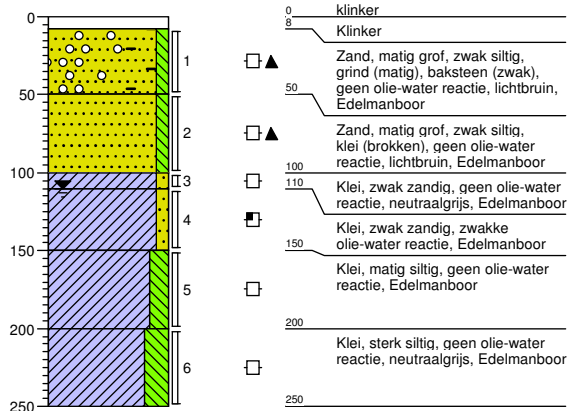 0
50
100
150
200
250
1
2
3
4
5
6
0
klinker
8
Klinker
Zand, matig grof, zwak siltig,
grind (matig), baksteen (zwak),
geen olie-water reactie, lichtbruin,
Edelmanboor
50
Zand, matig grof, zwak siltig,
klei (brokken), geen olie-water
reactie, lichtbruin, Edelmanboor
100
Klei, zwak zandig, geen olie-water
reactie, neutraalgrijs, Edelmanboor
110
Klei, zwak zandig, zwakke
olie-water reactie, Edelmanboor
150
Klei, matig siltig, geen olie-water
reactie, Edelmanboor
200
Klei, sterk siltig, geen olie-water
reactie, neutraalgrijs, Edelmanboor
250